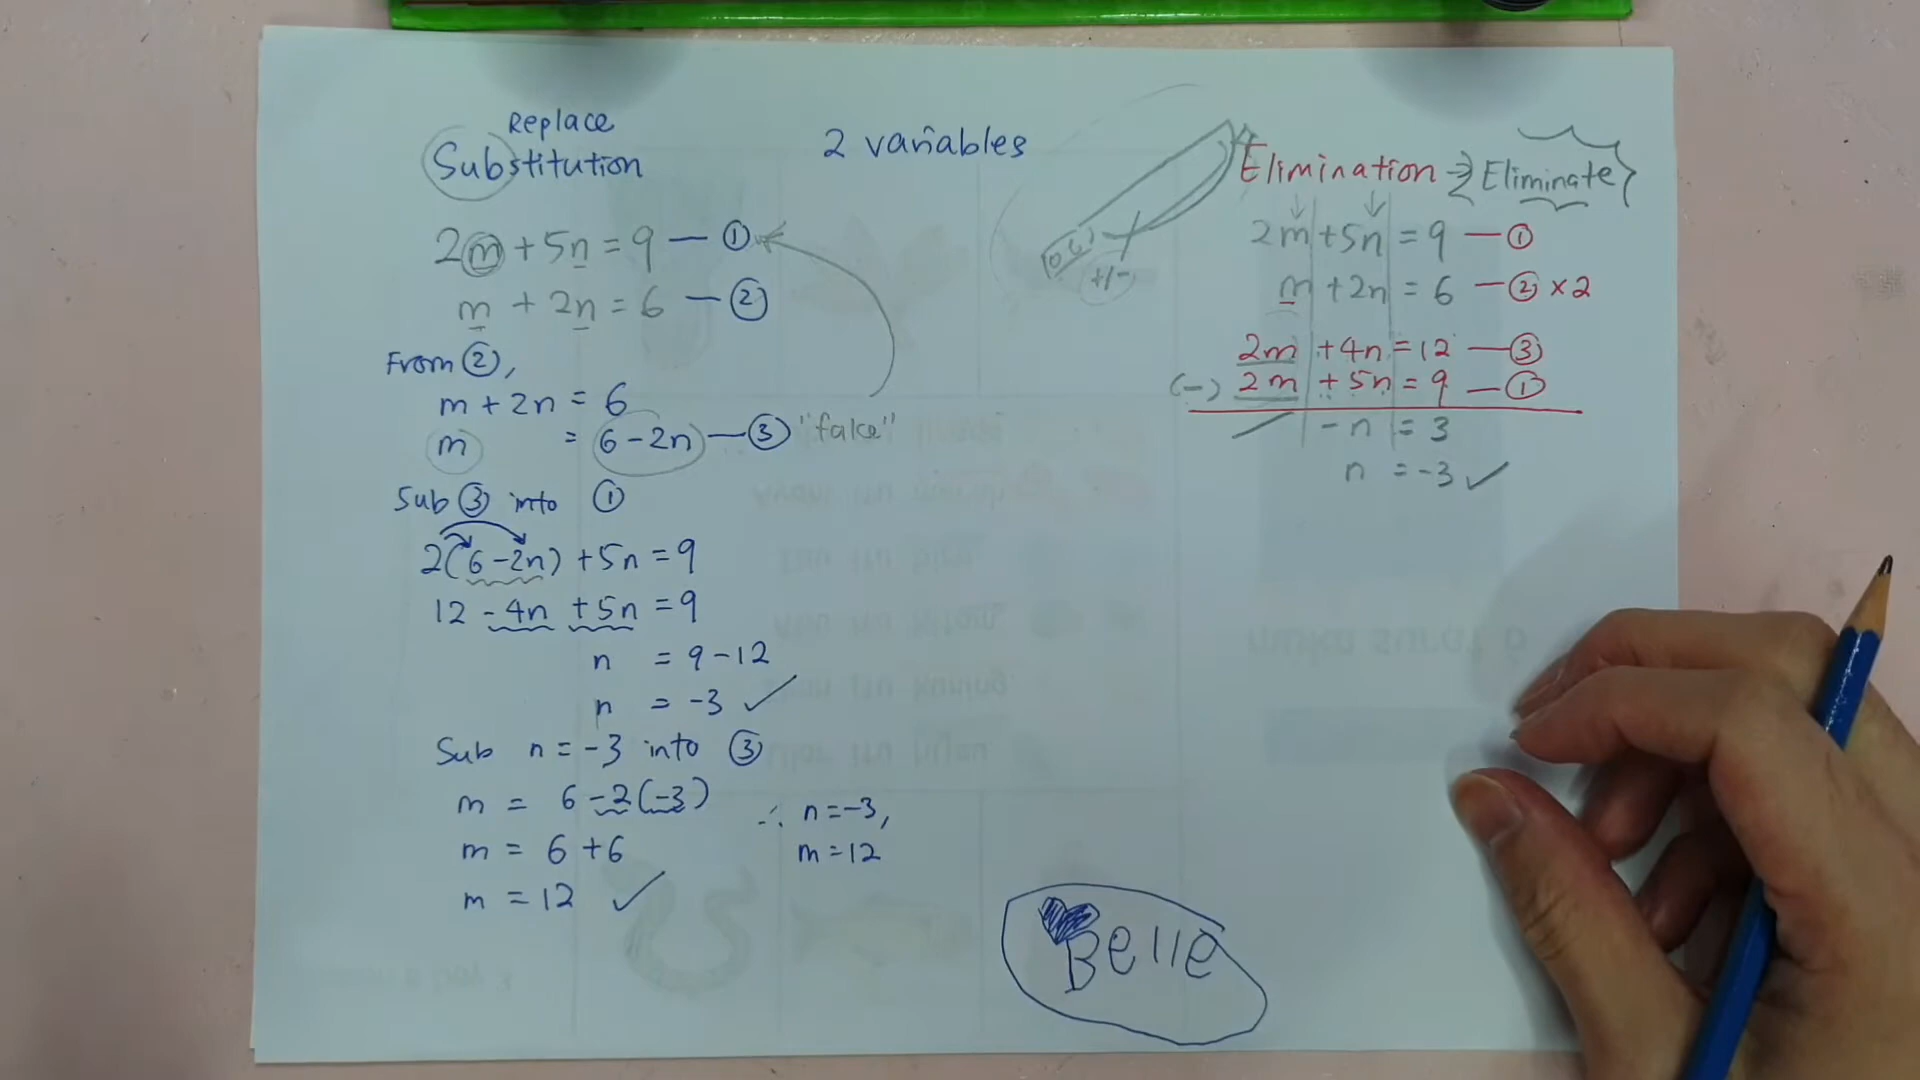 Replace
Substitution
2m + 5n = 9 — ①
m + 2n = 6 — ②
From ②,
m + 2n = 6
m = 6 - 2n — ③ "fake"
Sub ③ into ①
2(6 - 2n) + 5n = 9
12 - 4n + 5n = 9
n = 9 - 12
n = -3 ✓
Sub n = -3 into ③
m = 6 - 2(-3)
m = 6 + 6
m = 12 ✓
∴ n = -3,
m = 12
2 variables
+/-
Elimination → Eliminate
2m + 5n = 9 — ①
m + 2n = 6 — ② × 2
2m + 4n = 12 — ③
(-) 2m + 5n = 9 — ①
- n = 3
n = -3 ✓
Belle